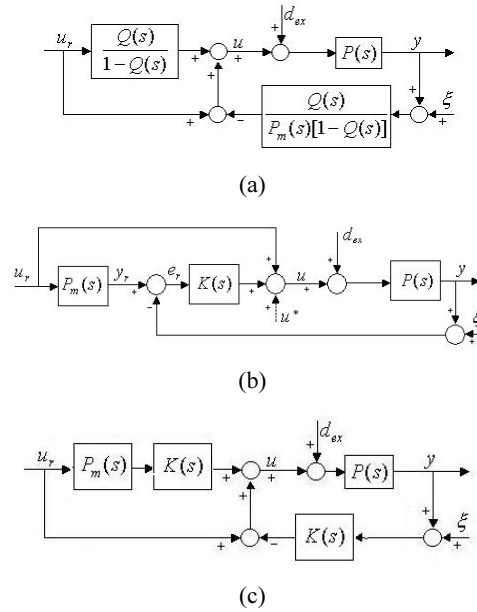 u_r Q(s) / 1-Q(s) + + u + + d_ex P(s) y
+ + - Q(s) / P_m(s)[1-Q(s)] + ξ +
(a)
u_r P_m(s) y_r + - e_r K(s) + + + u* u + + d_ex P(s) y
+ ξ +
(b)
u_r P_m(s) K(s) + + u + + d_ex P(s) y
+ - K(s) + ξ +
(c)